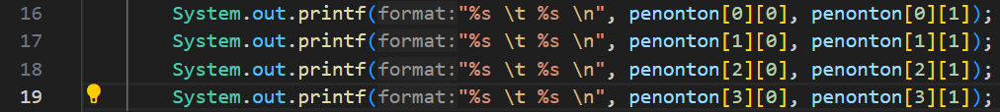 16 System.out.printf(format:"%s \t %s \n", penonton[0][0], penonton[0][1]);
17 System.out.printf(format:"%s \t %s \n", penonton[1][0], penonton[1][1]);
18 System.out.printf(format:"%s \t %s \n", penonton[2][0], penonton[2][1]);
19 System.out.printf(format:"%s \t %s \n", penonton[3][0], penonton[3][1]);